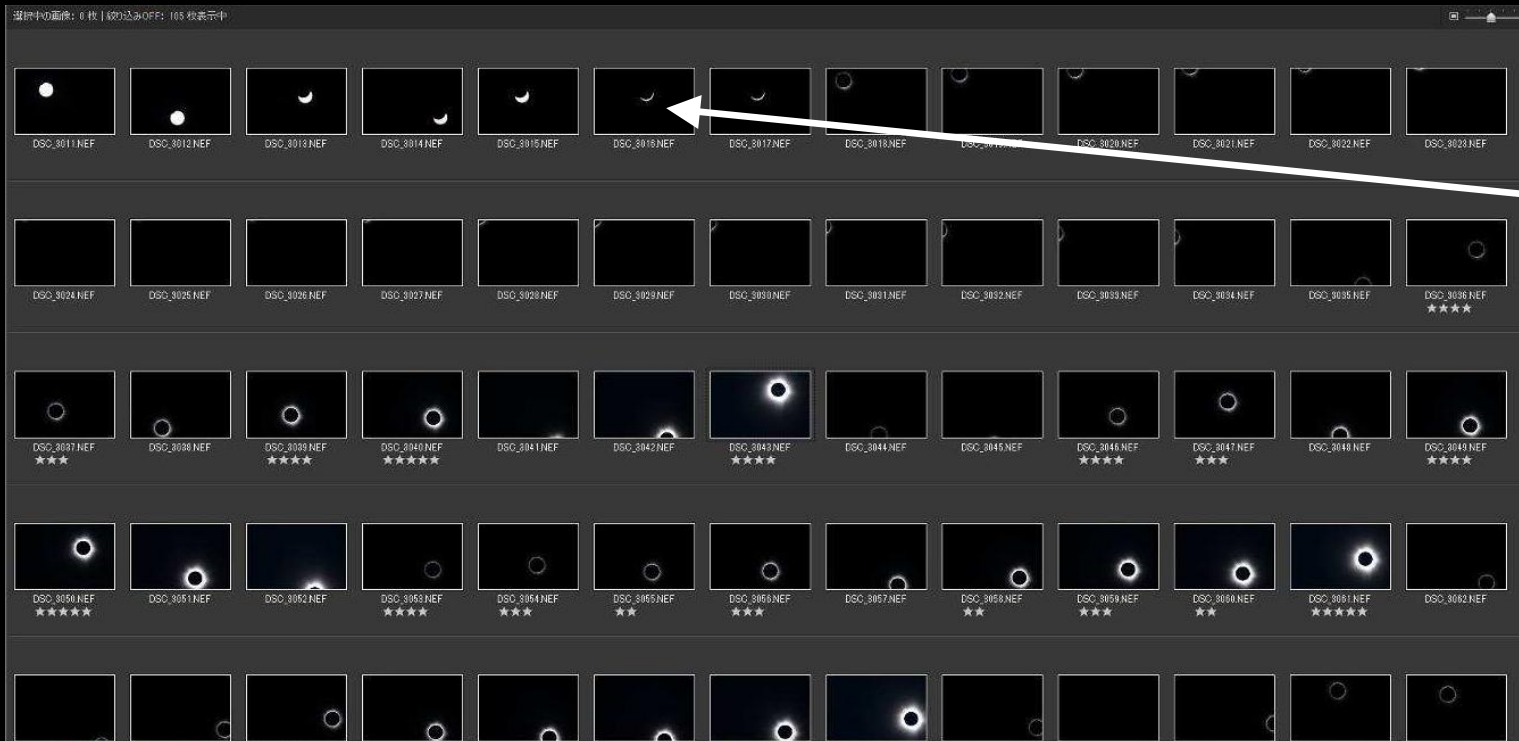 選択中の画像: 0 枚 | 絞り込みOFF: 105 枚表示中
DSC_3011.NEF DSC_3012.NEF DSC_3013.NEF DSC_3014.NEF DSC_3015.NEF DSC_3016.NEF DSC_3017.NEF DSC_3018.NEF DSC_3019.NEF DSC_3020.NEF DSC_3021.NEF DSC_3022.NEF DSC_3023.NEF
DSC_3024.NEF DSC_3025.NEF DSC_3026.NEF DSC_3027.NEF DSC_3028.NEF DSC_3029.NEF DSC_3030.NEF DSC_3031.NEF DSC_3032.NEF DSC_3033.NEF DSC_3034.NEF DSC_3035.NEF DSC_3036.NEF
★★★★
DSC_3037.NEF DSC_3038.NEF DSC_3039.NEF DSC_3040.NEF DSC_3041.NEF DSC_3042.NEF DSC_3043.NEF DSC_3044.NEF DSC_3045.NEF DSC_3046.NEF DSC_3047.NEF DSC_3048.NEF DSC_3049.NEF
★★★ ★★★★ ★★★★★ ★★★★ ★★★★ ★★★ ★★★★
DSC_3050.NEF DSC_3051.NEF DSC_3052.NEF DSC_3053.NEF DSC_3054.NEF DSC_3055.NEF DSC_3056.NEF DSC_3057.NEF DSC_3058.NEF DSC_3059.NEF DSC_3060.NEF DSC_3061.NEF DSC_3062.NEF
★★★★★ ★★★★ ★★★ ★★ ★★★ ★★ ★★★ ★★ ★★★★★